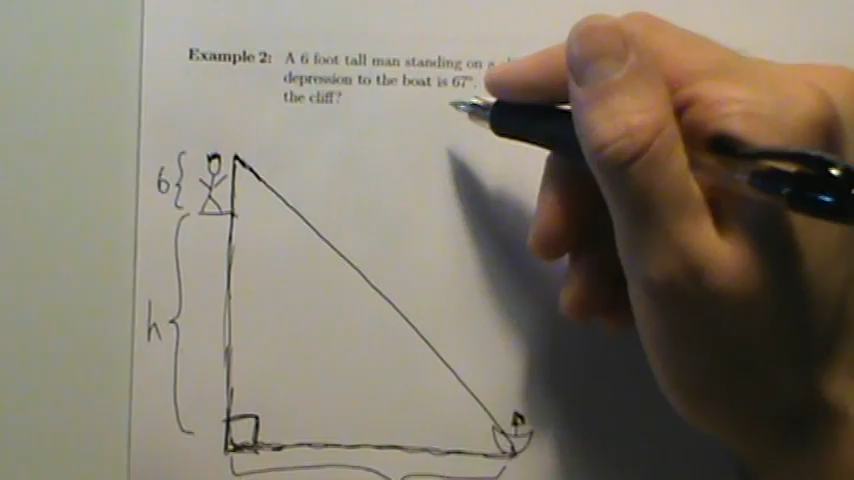 Example 2: A 6 foot tall man standing on a
depression to the boat is 67°.
the cliff?
6
h